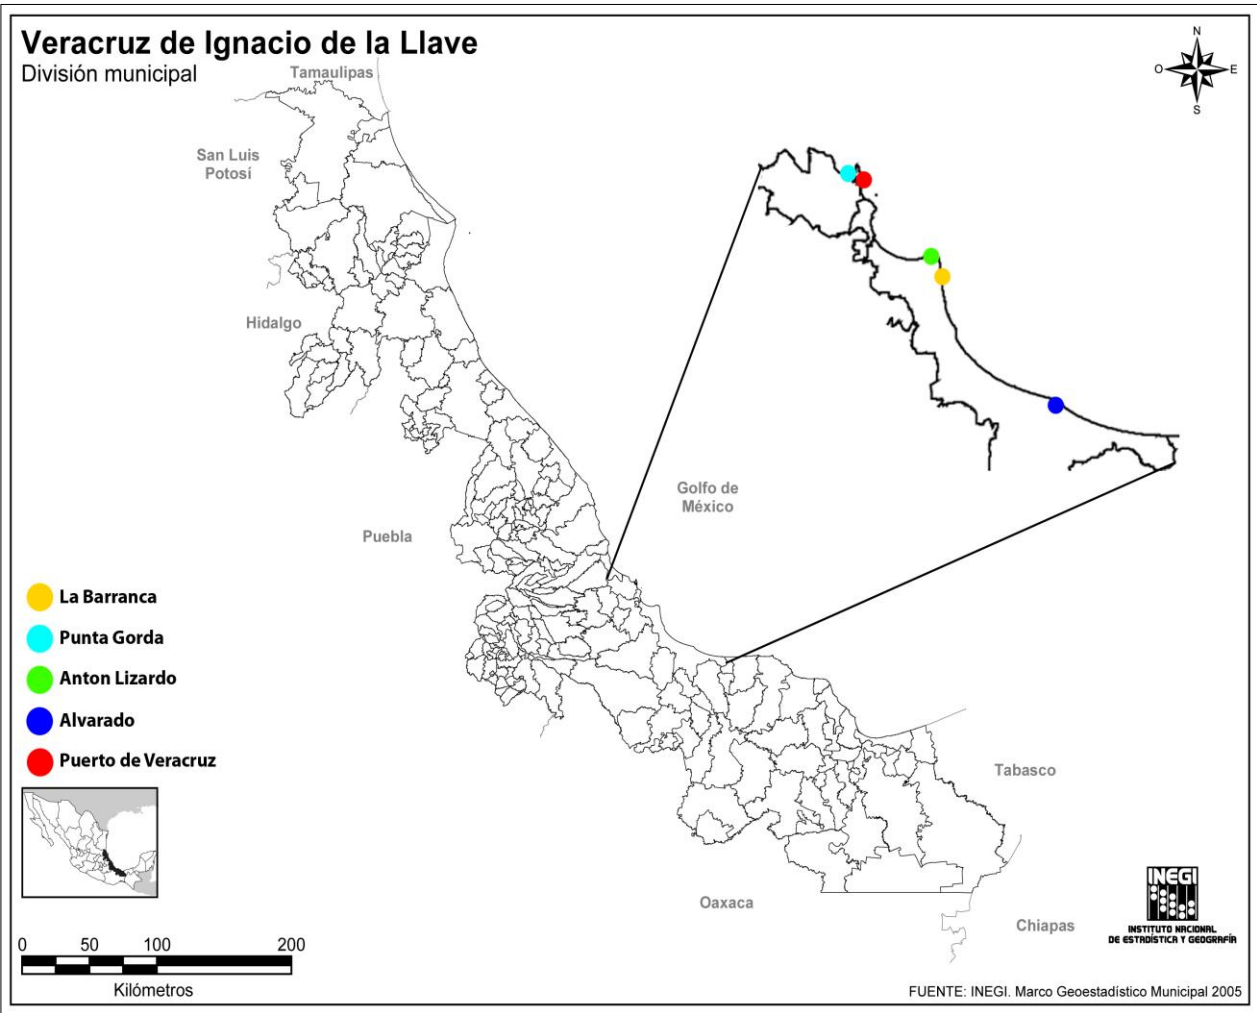 Veracruz de Ignacio de la Llave
División municipal
N
O
E
S
Tamaulipas
San Luis
Potosí
Hidalgo
Golfo de
México
Puebla
La Barranca
Punta Gorda
Anton Lizardo
Alvarado
Puerto de Veracruz
Tabasco
Oaxaca
Chiapas
INEGI
INSTITUTO NACIONAL
DE ESTADÍSTICA Y GEOGRAFÍA
0 50 100 200
Kilómetros
FUENTE: INEGI. Marco Geoestadístico Municipal 2005